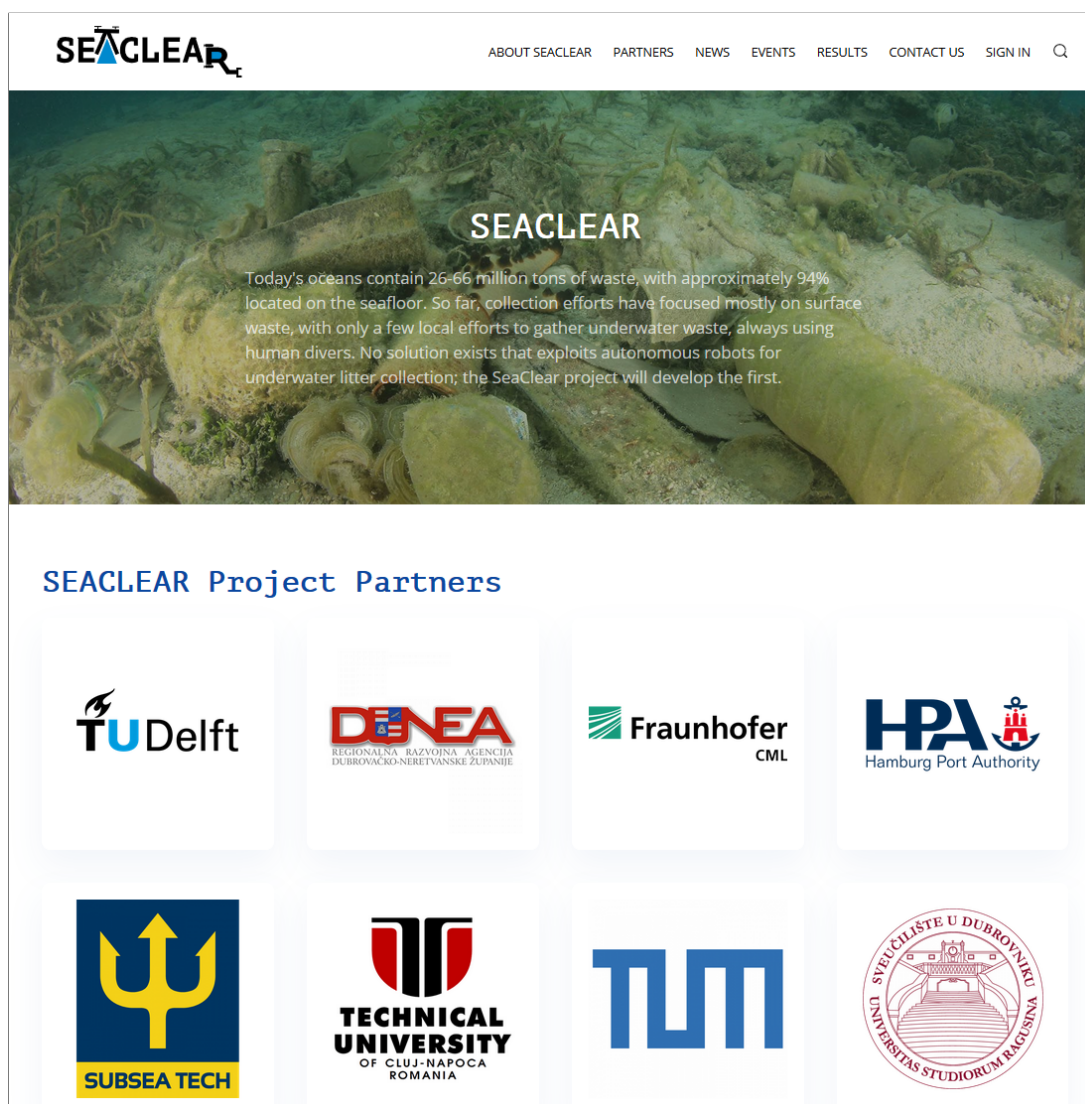 SEACLEAR
ABOUT SEACLEAR PARTNERS NEWS EVENTS RESULTS CONTACT US SIGN IN
SEACLEAR
Today's oceans contain 26-66 million tons of waste, with approximately 94%
located on the seafloor. So far, collection efforts have focused mostly on surface
waste, with only a few local efforts to gather underwater waste, always using
human divers. No solution exists that exploits autonomous robots for
underwater litter collection; the SeaClear project will develop the first.
SEACLEAR Project Partners
TUDelft
DUNEA
REGIONALNA RAZVOJNA AGENCIJA
DUBROVAČKO-NERETVANSKE ŽUPANIJE
Fraunhofer
CML
HPA
Hamburg Port Authority
SUBSEA TECH
TECHNICAL
UNIVERSITY
OF CLUJ-NAPOCA
ROMANIA
TUM
SVEUČILIŠTE U DUBROVNIKU
UNIVERSITAS STUDIORUM RAGUSINA